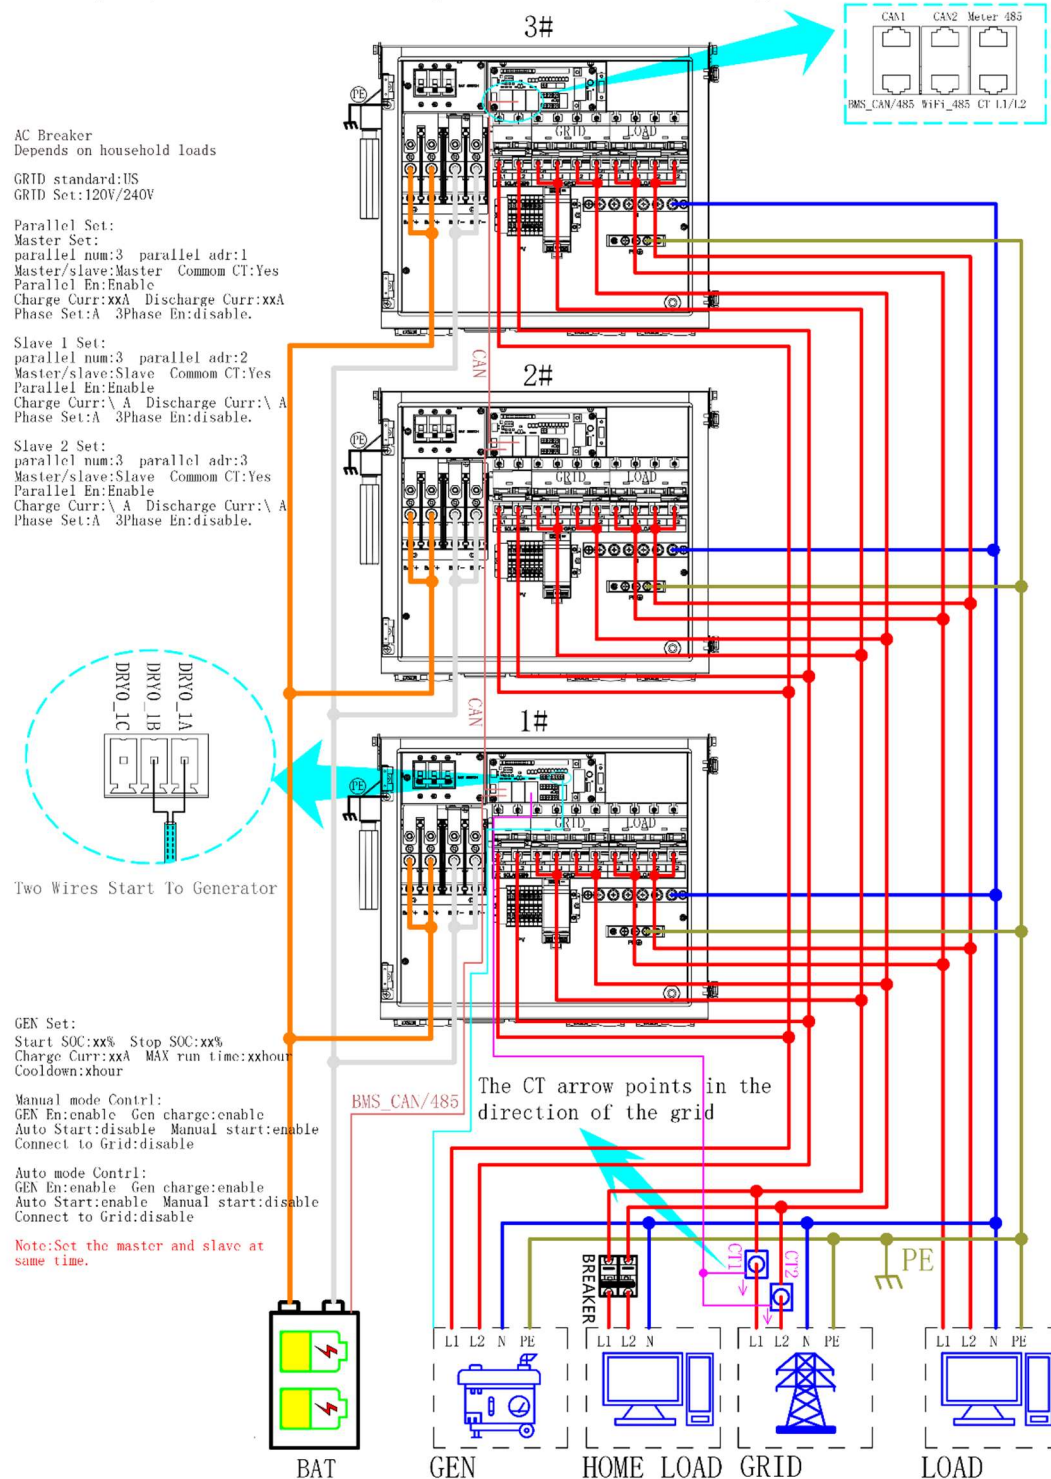 3#
CAN1 CAN2 Meter 485
BMS_CAN/485 WiFi_485 CT L1/L2
PE
GRID LOAD
AC Breaker
Depends on household loads
GRID standard:US
GRID Set:120V/240V
Parallel Set:
Master Set:
parallel num:3 parallel adr:1
Master/slave:Master Commom CT:Yes
Parallel En:Enable
Charge Curr:xxA Discharge Curr:xxA
Phase Set:A 3Phase En:disable.
Slave 1 Set:
parallel num:3 parallel adr:2
Master/slave:Slave Commom CT:Yes
Parallel En:Enable
Charge Curr:\ A Discharge Curr:\ A
Phase Set:A 3Phase En:disable.
Slave 2 Set:
parallel num:3 parallel adr:3
Master/slave:Slave Commom CT:Yes
Parallel En:Enable
Charge Curr:\ A Discharge Curr:\ A
Phase Set:A 3Phase En:disable.
CAN
2#
PE
GRID LOAD
CAN
1#
PE
GRID LOAD
DRYO_1C
DRYO_1B
DRYO_1A
Two Wires Start To Generator
GEN Set:
Start SOC:xx% Stop SOC:xx%
Charge Curr:xxA MAX run time:xxhour
Cooldown:xhour
Manual mode Contrl:
GEN En:enable Gen charge:enable
Auto Start:disable Manual start:enable
Connect to Grid:disable
Auto mode Contrl:
GEN En:enable Gen charge:enable
Auto Start:enable Manual start:disable
Connect to Grid:disable
Note:Set the master and slave at
same time.
BMS_CAN/485
The CT arrow points in the
direction of the grid
BREAKER
CT1
CT2
PE
L1 L2 N PE
L1 L2 N
L1 L2 N PE
L1 L2 N PE
BAT
GEN
HOME LOAD
GRID
LOAD